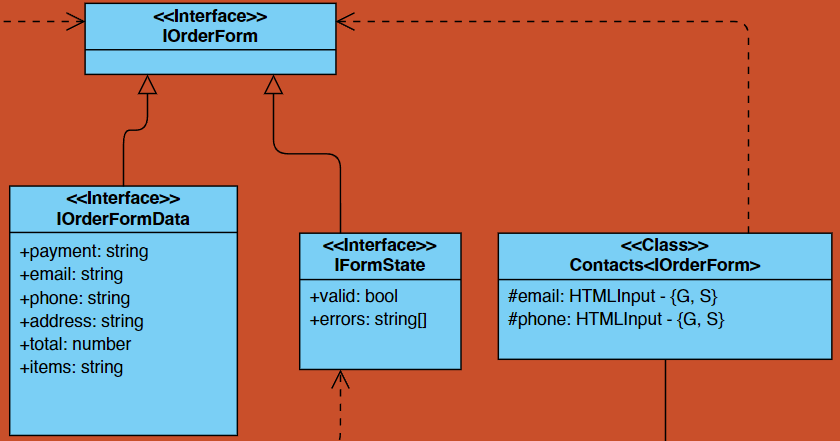 <<Interface>>
IOrderForm
<<Interface>>
IOrderFormData
+payment: string
+email: string
+phone: string
+address: string
+total: number
+items: string
<<Interface>>
IFormState
+valid: bool
+errors: string[]
<<Class>>
Contacts<IOrderForm>
#email: HTMLInput - {G, S}
#phone: HTMLInput - {G, S}